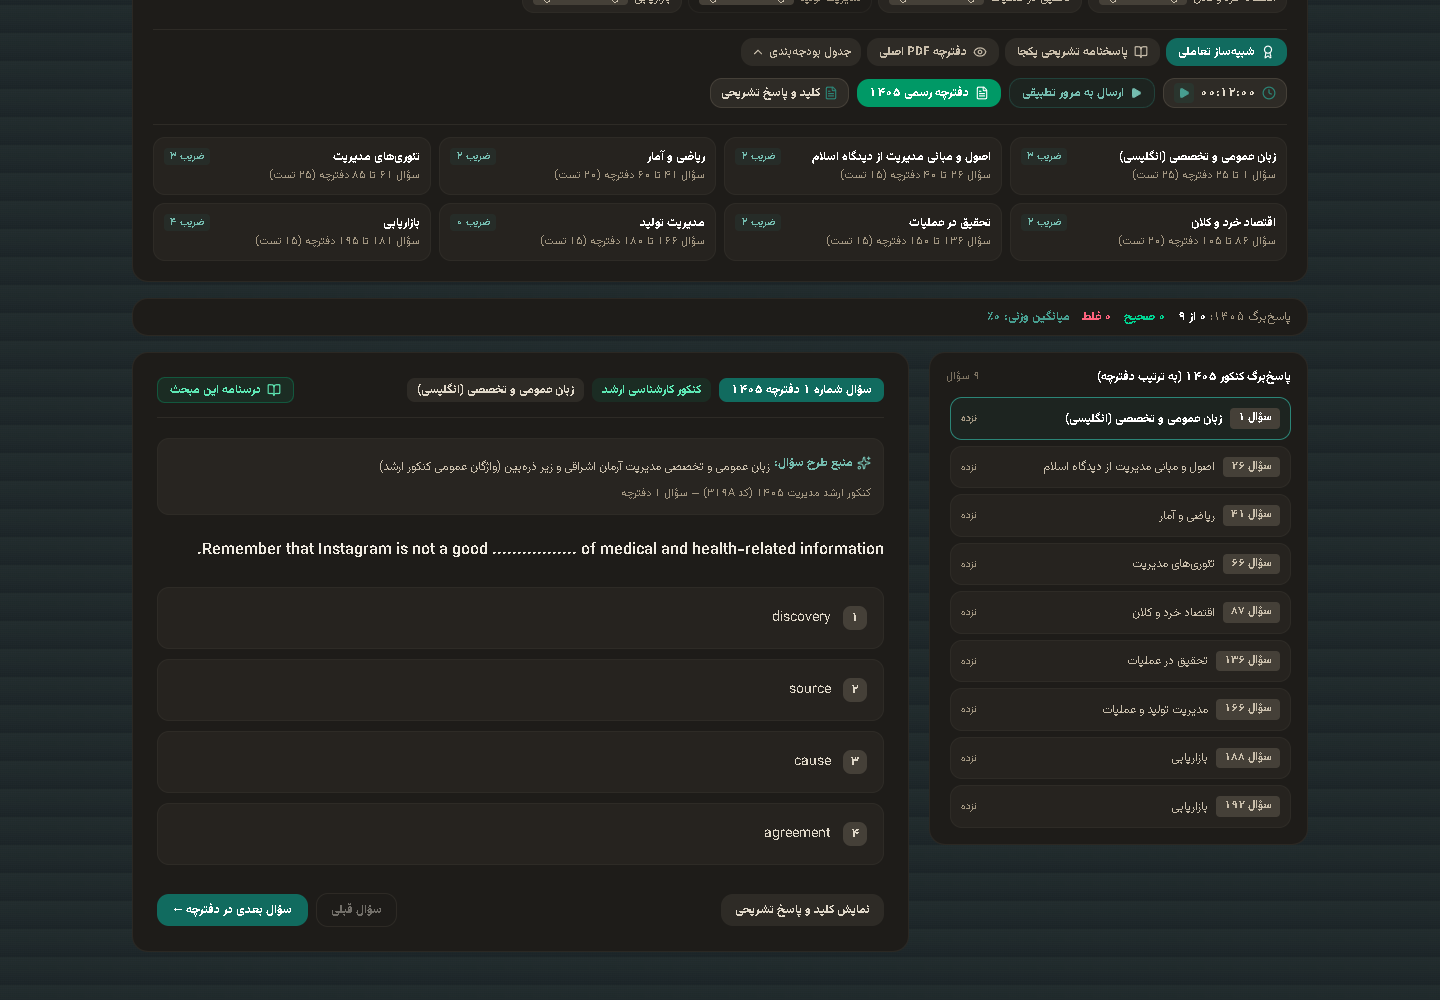 شبیه‌ساز تعاملی
پاسخنامه تشریحی یکجا
دفترچه PDF اصلی
جدول بودجه‌بندی
۰۰:۱۲:۰۰
ارسال به مرور تطبیقی
دفترچه رسمی ۱۴۰۵
کلید و پاسخ تشریحی
زبان عمومی و تخصصی (انگلیسی) ضریب ۳
سؤال ۱ تا ۲۵ دفترچه (۲۵ تست)
اصول و مبانی مدیریت از دیدگاه اسلام ضریب ۲
سؤال ۲۶ تا ۴۰ دفترچه (۱۵ تست)
ریاضی و آمار ضریب ۲
سؤال ۴۱ تا ۶۰ دفترچه (۲۰ تست)
تئوری‌های مدیریت ضریب ۳
سؤال ۶۱ تا ۸۵ دفترچه (۲۵ تست)
اقتصاد خرد و کلان ضریب ۲
سؤال ۸۶ تا ۱۰۵ دفترچه (۲۰ تست)
تحقیق در عملیات ضریب ۲
سؤال ۱۳۶ تا ۱۵۰ دفترچه (۱۵ تست)
مدیریت تولید ضریب ۰
سؤال ۱۶۶ تا ۱۸۰ دفترچه (۱۵ تست)
بازاریابی ضریب ۴
سؤال ۱۸۱ تا ۱۹۵ دفترچه (۱۵ تست)
پاسخ‌برگ ۱۴۰۵: ۰ از ۹ ۰ صحیح ۰ غلط میانگین وزنی: ۰٪
پاسخ‌برگ کنکور ۱۴۰۵ (به ترتیب دفترچه) ۹ سؤال
سؤال ۱ زبان عمومی و تخصصی (انگلیسی) نزده
سؤال ۲۶ اصول و مبانی مدیریت از دیدگاه اسلام نزده
سؤال ۴۱ ریاضی و آمار نزده
سؤال ۶۶ تئوری‌های مدیریت نزده
سؤال ۸۷ اقتصاد خرد و کلان نزده
سؤال ۱۳۶ تحقیق در عملیات نزده
سؤال ۱۶۶ مدیریت تولید و عملیات نزده
سؤال ۱۸۸ بازاریابی نزده
سؤال ۱۹۲ بازاریابی نزده
سؤال شماره ۱ دفترچه ۱۴۰۵ کنکور کارشناسی ارشد زبان عمومی و تخصصی (انگلیسی) درسنامه این مبحث
منبع طرح سؤال: زبان عمومی و تخصصی مدیریت آرمان اشراقی و زیر ذره‌بین (واژگان عمومی کنکور ارشد)
کنکور ارشد مدیریت ۱۴۰۵ (کد ۳۱۹A) — سؤال ۱ دفترچه
Remember that Instagram is not a good ................ of medical and health-related information.
۱ discovery
۲ source
۳ cause
۴ agreement
نمایش کلید و پاسخ تشریحی
سؤال قبلی
سؤال بعدی در دفترچه ←